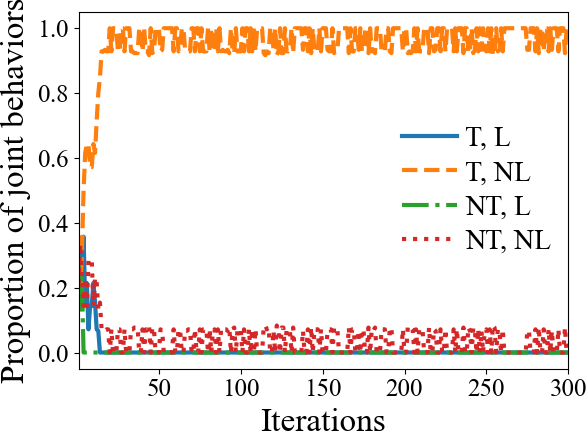 Proportion of joint behaviors
1.0
0.8
0.6
0.4
0.2
0.0
T, L
T, NL
NT, L
NT, NL
50
100
150
200
250
300
Iterations